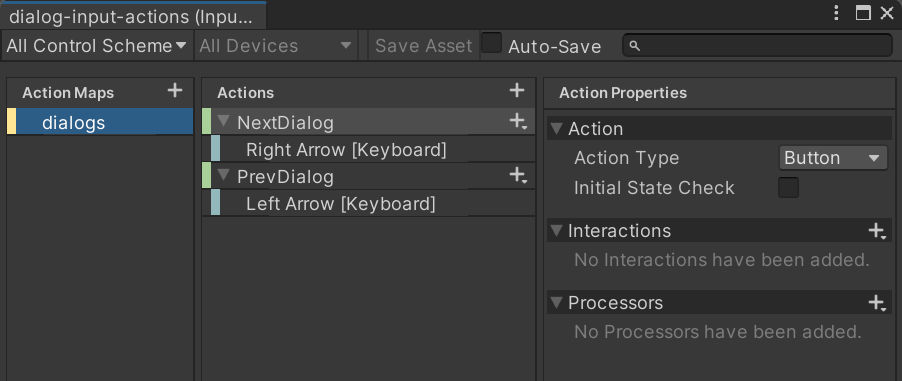 dialog-input-actions (Inpu...
All Control Scheme All Devices Save Asset Auto-Save
Action Maps
dialogs
Actions
NextDialog
Right Arrow [Keyboard]
PrevDialog
Left Arrow [Keyboard]
Action Properties
Action
Action Type Button
Initial State Check
Interactions
No Interactions have been added.
Processors
No Processors have been added.